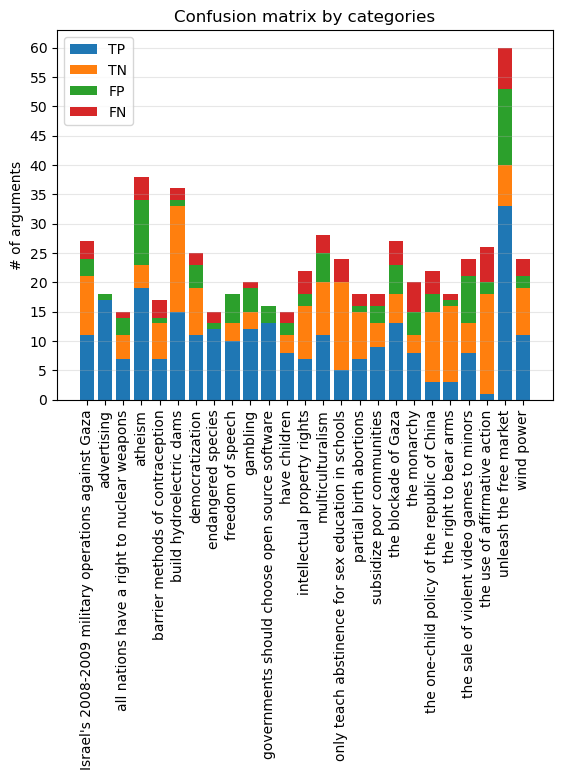 Confusion matrix by categories
TP
TN
FP
FN
# of arguments
60
55
50
45
40
35
30
25
20
15
10
5
0
Israel's 2008-2009 military operations against Gaza
advertising
all nations have a right to nuclear weapons
atheism
barrier methods of contraception
build hydroelectric dams
democratization
endangered species
freedom of speech
gambling
governments should choose open source software
have children
intellectual property rights
multiculturalism
only teach abstinence for sex education in schools
partial birth abortions
subsidize poor communities
the blockade of Gaza
the monarchy
the one-child policy of the republic of China
the right to bear arms
the sale of violent video games to minors
the use of affirmative action
unleash the free market
wind power